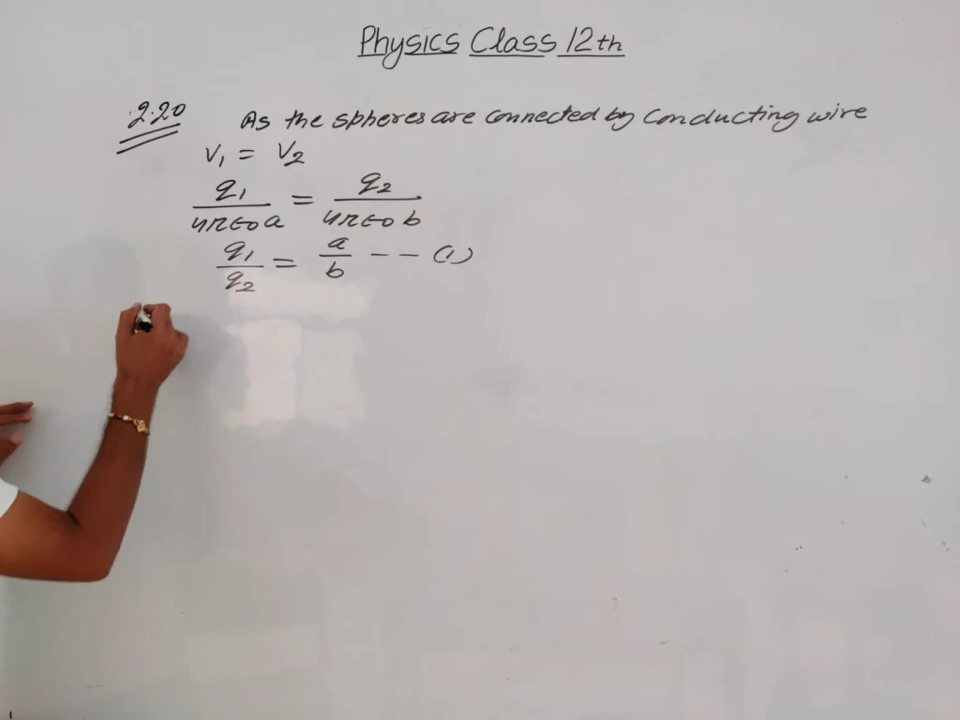 Physics Class 12th
2.20 As the spheres are connected by conducting wire
V₁ = V₂
q₁/4πε₀a = q₂/4πε₀b
q₁/q₂ = a/b -- (1)